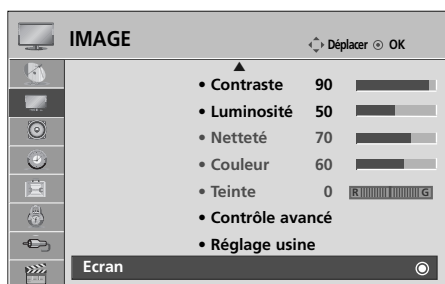 IMAGE
Déplacer OK
• Contraste 90
• Luminosité 50
• Netteté 70
• Couleur 60
• Teinte 0 R G
• Contrôle avancé
• Réglage usine
Ecran